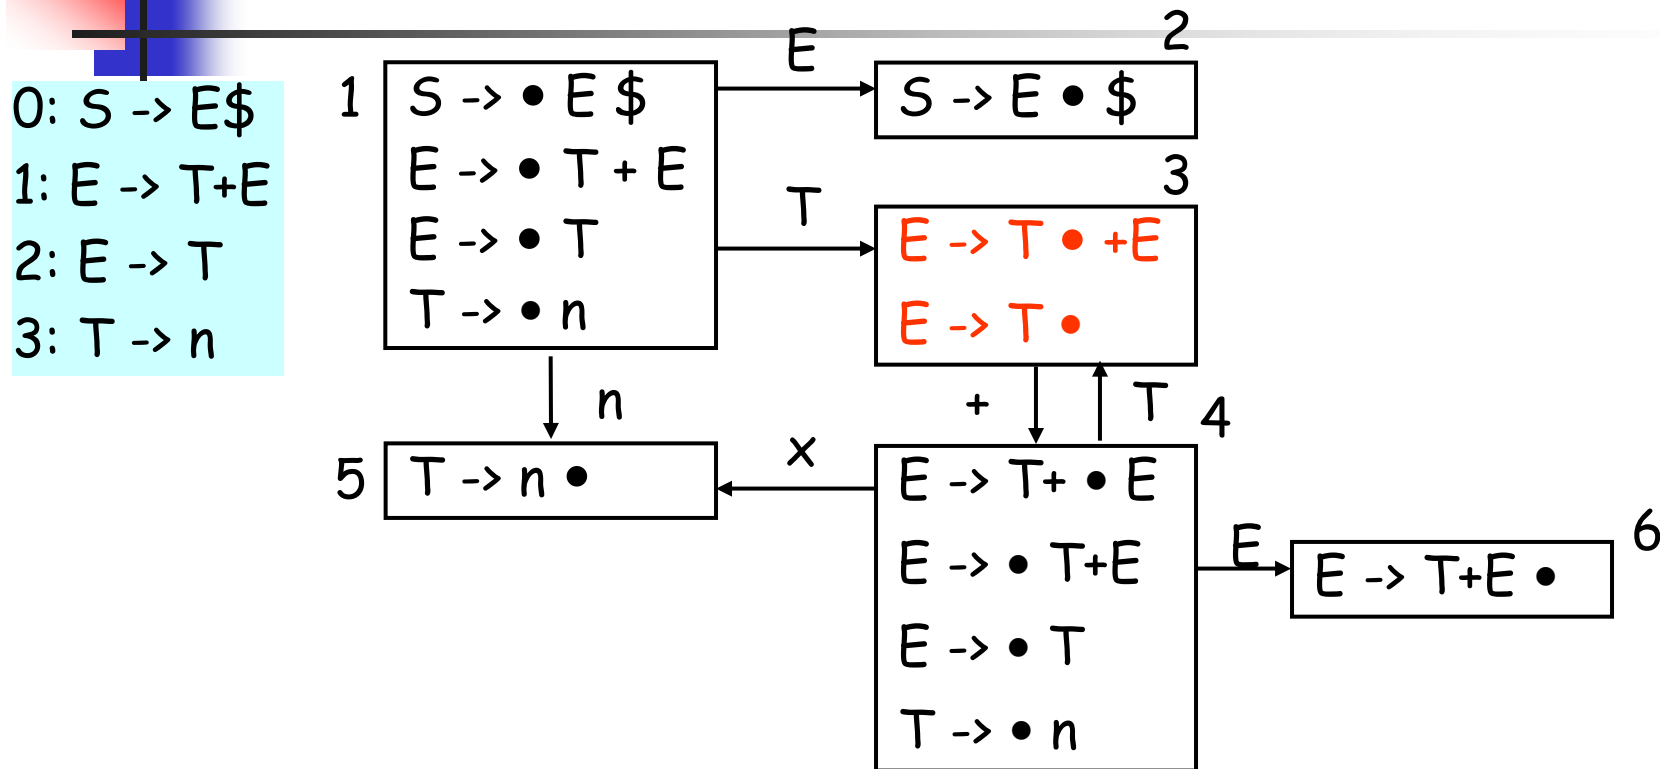 0: S -> E$
1: E -> T+E
2: E -> T
3: T -> n
1
S -> • E $
E -> • T + E
E -> • T
T -> • n
E
2
S -> E • $
T
3
E -> T • +E
E -> T •
n
+
T
4
5
T -> n •
x
E -> T+ • E
E -> • T+E
E -> • T
T -> • n
E
6
E -> T+E •